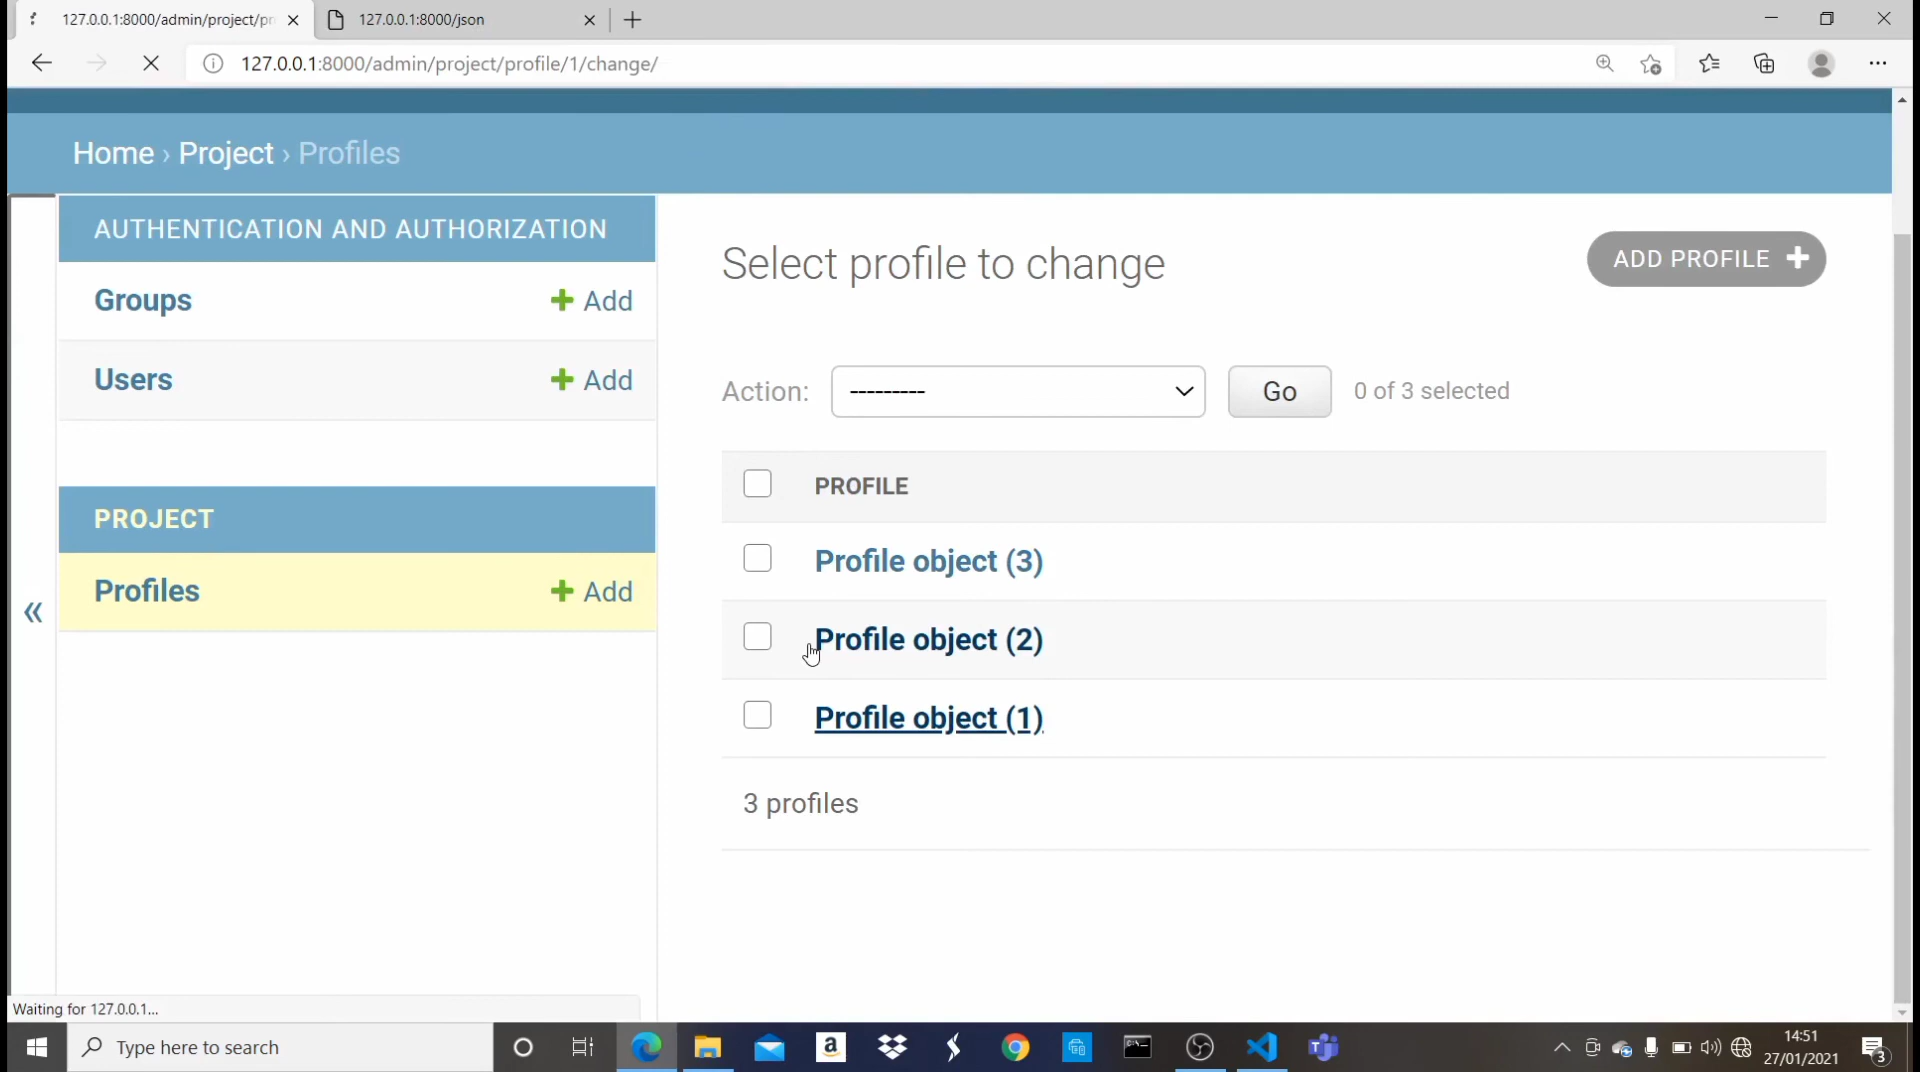 127.0.0.1:8000/admin/project/pr
127.0.0.1:8000/json
127.0.0.1:8000/admin/project/profile/1/change/
Home › Project › Profiles
AUTHENTICATION AND AUTHORIZATION
Groups
+ Add
Users
+ Add
PROJECT
Profiles
+ Add
«
Select profile to change
ADD PROFILE +
Action:
---------
Go
0 of 3 selected
PROFILE
Profile object (3)
Profile object (2)
Profile object (1)
3 profiles
Waiting for 127.0.0.1...
Type here to search
14:51
27/01/2021
3